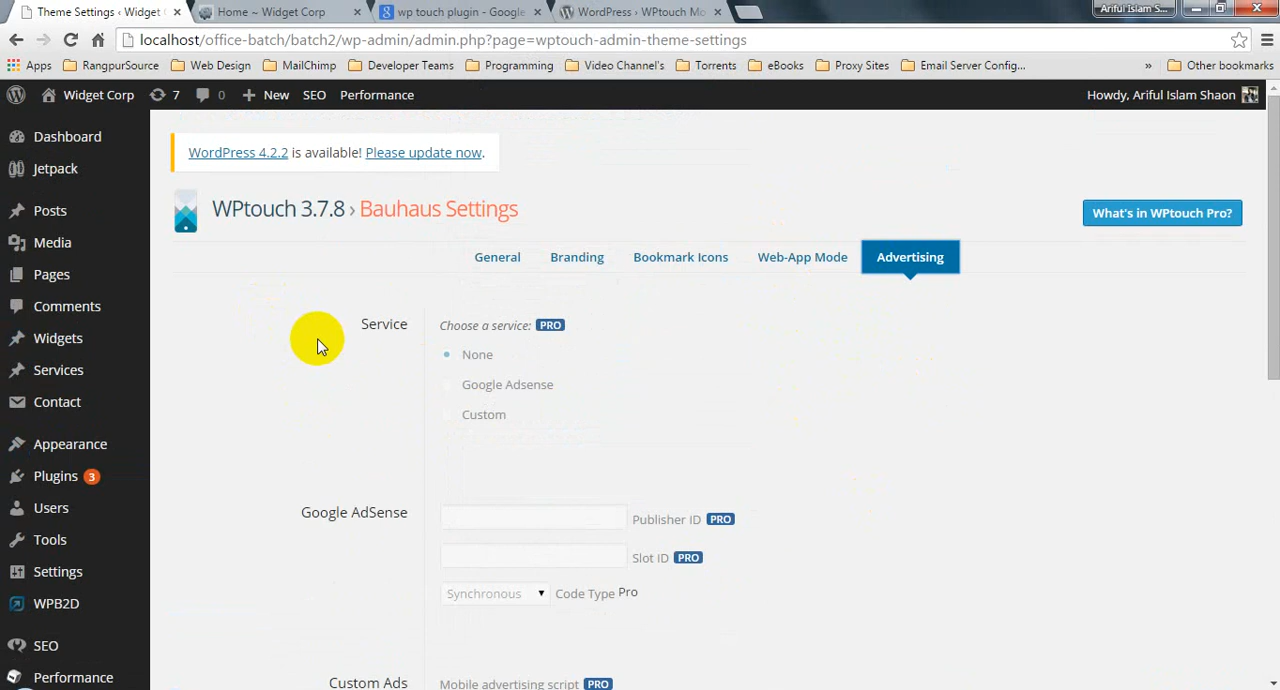 Theme Settings ‹ Widget
Home ~ Widget Corp
wp touch plugin - Google
WordPress › WPtouch Mo
Ariful Islam S...
localhost/office-batch/batch2/wp-admin/admin.php?page=wptouch-admin-theme-settings
Apps RangpurSource Web Design MailChimp Developer Teams Programming Video Channel's Torrents eBooks Proxy Sites Email Server Config... » Other bookmarks
Widget Corp 7 0 New SEO Performance Howdy, Ariful Islam Shaon
Dashboard
Jetpack
Posts
Media
Pages
Comments
Widgets
Services
Contact
Appearance
Plugins 3
Users
Tools
Settings
WPB2D
SEO
Performance
WordPress 4.2.2 is available! Please update now.
WPtouch 3.7.8 › Bauhaus Settings
What's in WPtouch Pro?
General Branding Bookmark Icons Web-App Mode Advertising
Service
Choose a service: PRO
None
Google Adsense
Custom
Google AdSense
Publisher ID PRO
Slot ID PRO
Synchronous Code Type Pro
Custom Ads
Mobile advertising script PRO